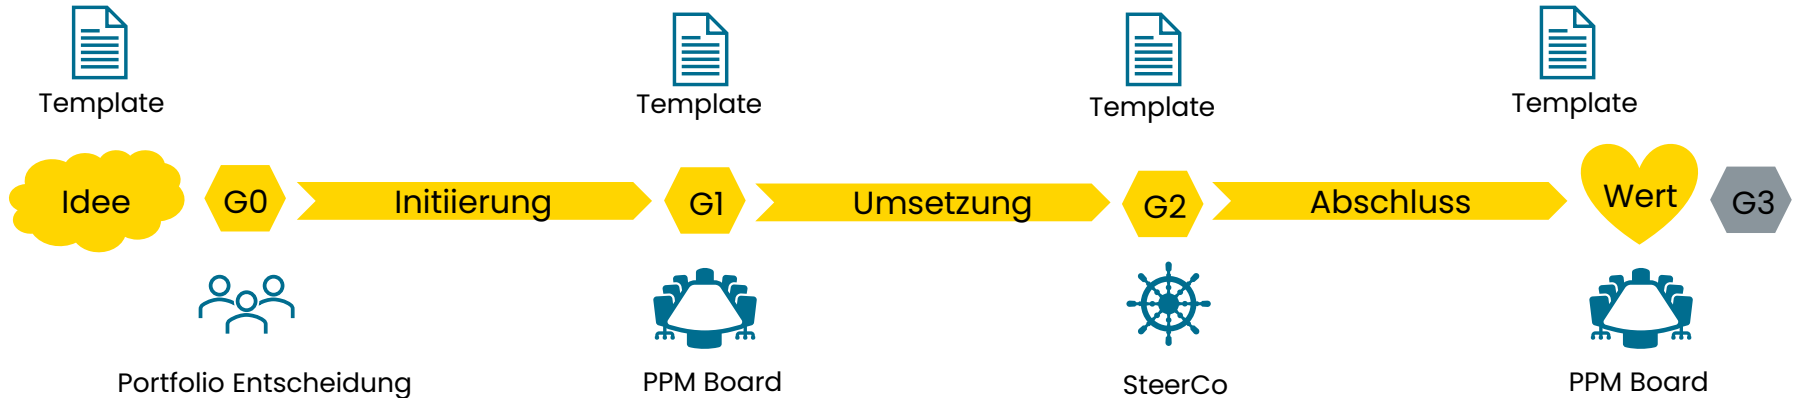 Template
Template
Template
Template
Idee
G0
Initiierung
G1
Umsetzung
G2
Abschluss
Wert
G3
Portfolio Entscheidung
PPM Board
SteerCo
PPM Board